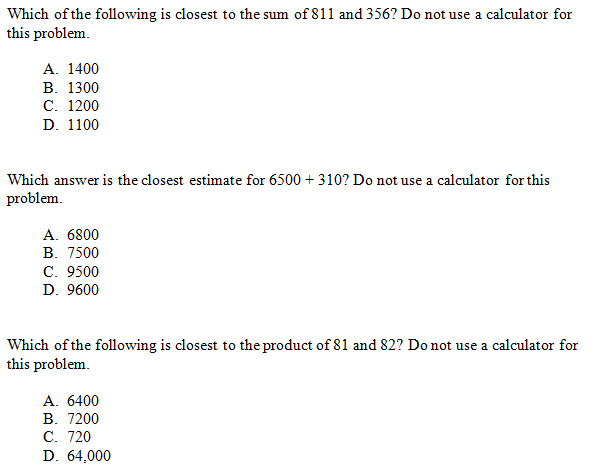 Which of the following is closest to the sum of 811 and 356? Do not use a calculator for
this problem.
A. 1400
B. 1300
C. 1200
D. 1100
Which answer is the closest estimate for 6500 + 310? Do not use a calculator for this
problem.
A. 6800
B. 7500
C. 9500
D. 9600
Which of the following is closest to the product of 81 and 82? Do not use a calculator for
this problem.
A. 6400
B. 7200
C. 720
D. 64,000